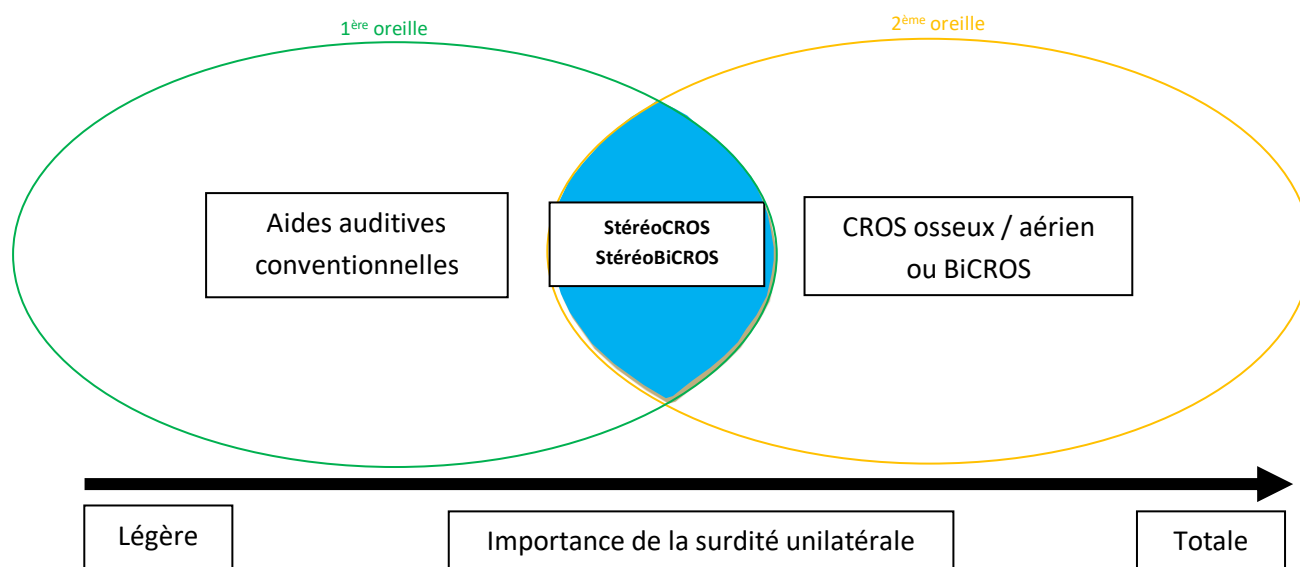 1ère oreille
2ème oreille
Aides auditives
conventionnelles
StéréoCROS
StéréoBiCROS
CROS osseux / aérien
ou BiCROS
Légère
Importance de la surdité unilatérale
Totale